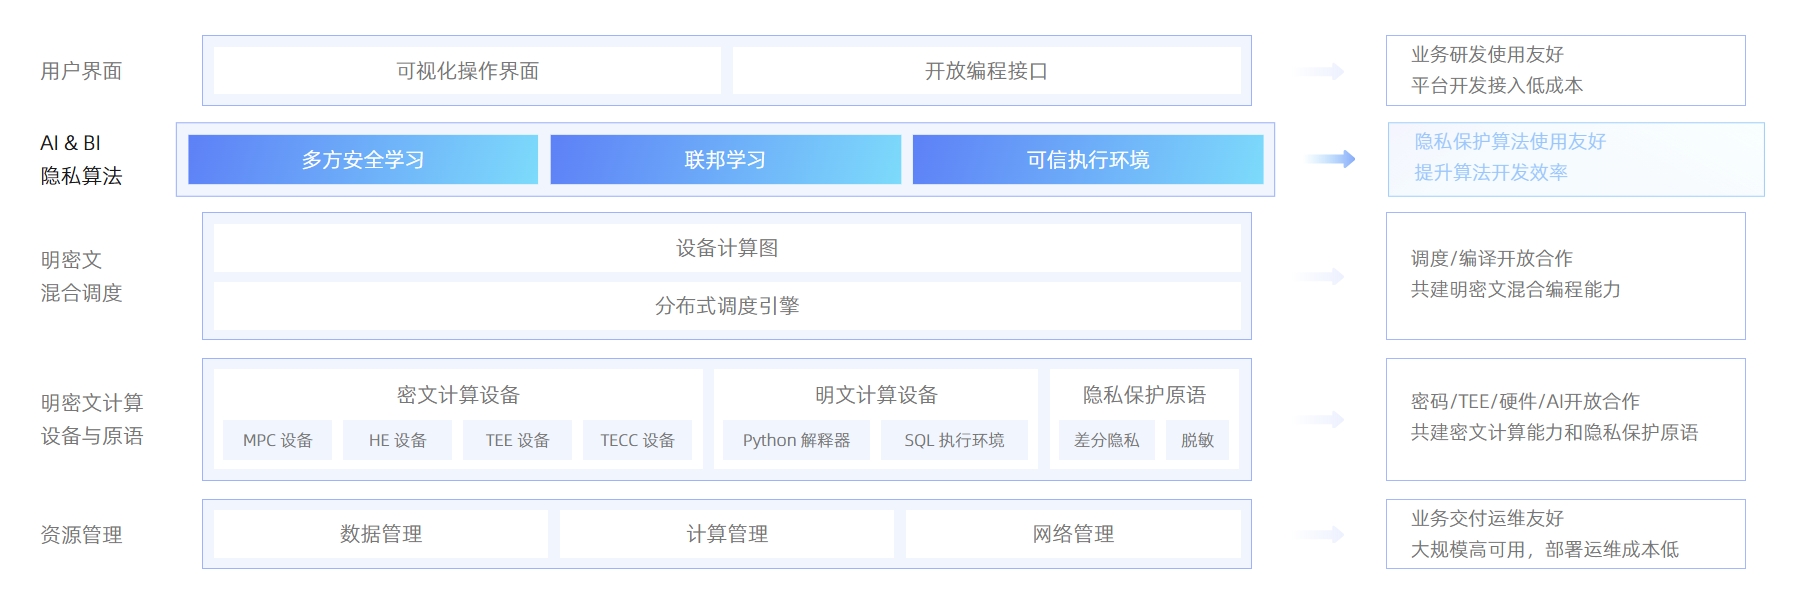 用户界面
可视化操作界面
开放编程接口
业务研发使用友好
平台开发接入低成本
AI & BI
隐私算法
多方安全学习
联邦学习
可信执行环境
隐私保护算法使用友好
提升算法开发效率
明密文
混合调度
设备计算图
分布式调度引擎
调度/编译开放合作
共建明密文混合编程能力
明密文计算
设备与原语
密文计算设备
MPC 设备
HE 设备
TEE 设备
TECC 设备
明文计算设备
Python 解释器
SQL 执行环境
隐私保护原语
差分隐私
脱敏
密码/TEE/硬件/AI开放合作
共建密文计算能力和隐私保护原语
资源管理
数据管理
计算管理
网络管理
业务交付运维友好
大规模高可用，部署运维成本低